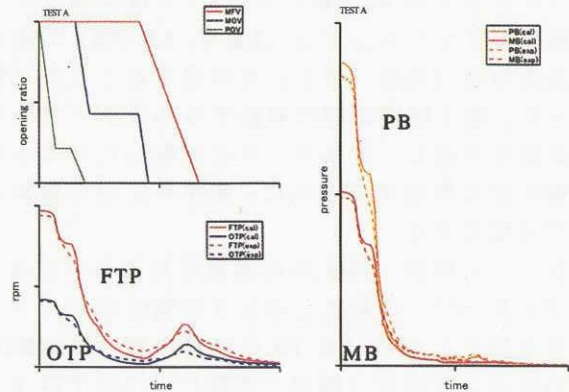 TEST A
MFV
MOV
POV
opening ratio
FTP(cal)
OTP(cal)
FTP(exp)
OTP(exp)
FTP
OTP
rpm
time
TEST A
PB(cal)
MB(cal)
PB(exp)
MB(exp)
PB
pressure
MB
time